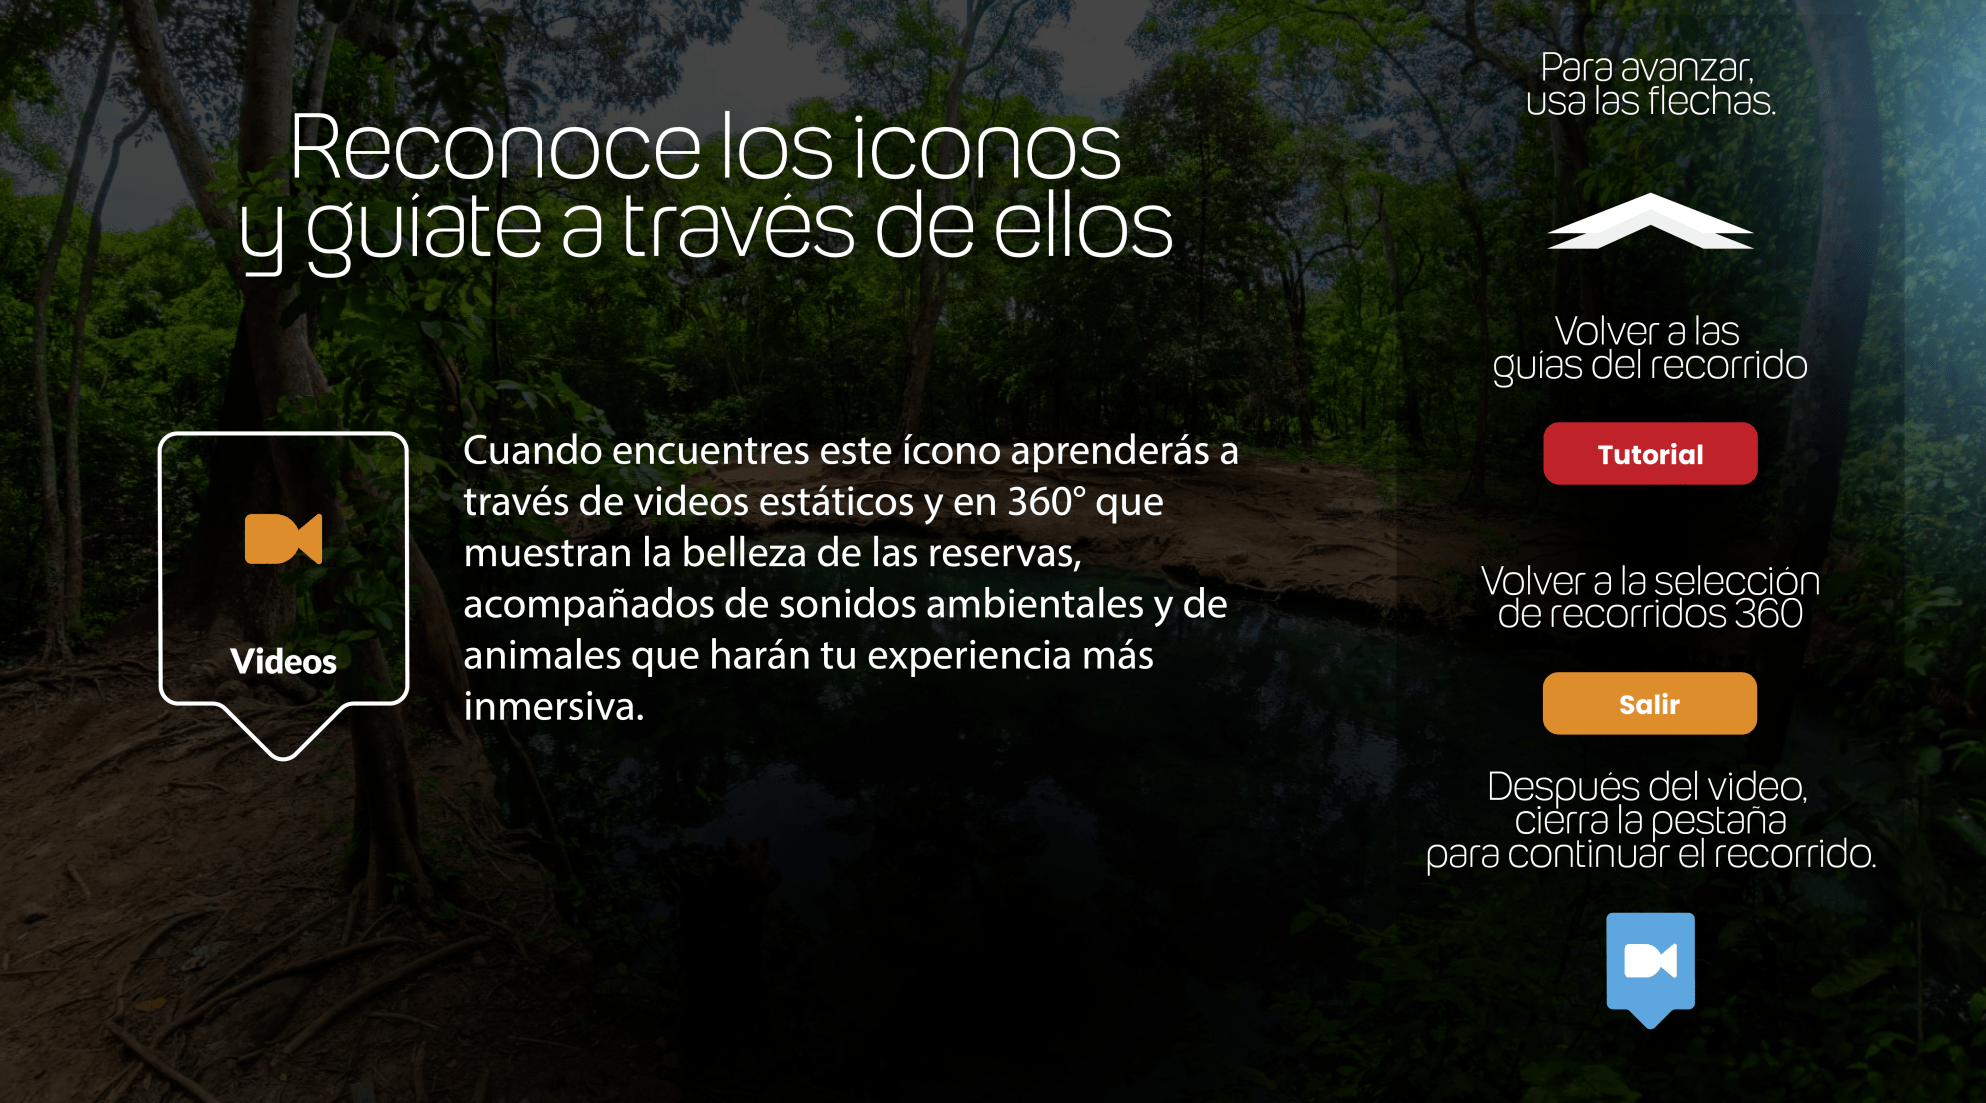 Reconoce los iconos
y guíate a través de ellos
Videos
Cuando encuentres este ícono aprenderás a
través de videos estáticos y en 360° que
muestran la belleza de las reservas,
acompañados de sonidos ambientales y de
animales que harán tu experiencia más
inmersiva.
Para avanzar,
usa las flechas.
Volver a las
guías del recorrido
Tutorial
Volver a la selección
de recorridos 360
Salir
Después del video,
cierra la pestaña
para continuar el recorrido.